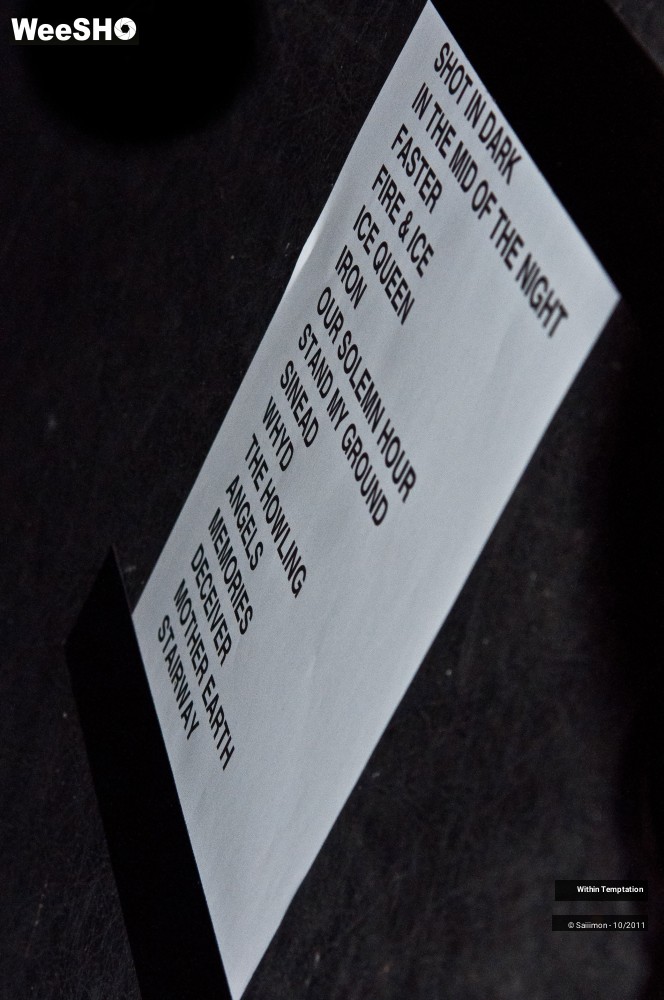 WeeSHO
SHOT IN DARK
IN THE MID OF THE NIGHT
FASTER
FIRE & ICE
ICE QUEEN
IRON
OUR SOLEMN HOUR
STAND MY GROUND
SINEAD
WHYD
THE HOWLING
ANGELS
MEMORIES
DECEIVER
MOTHER EARTH
STAIRWAY
Within Temptation
© Saiiimon - 10/2011